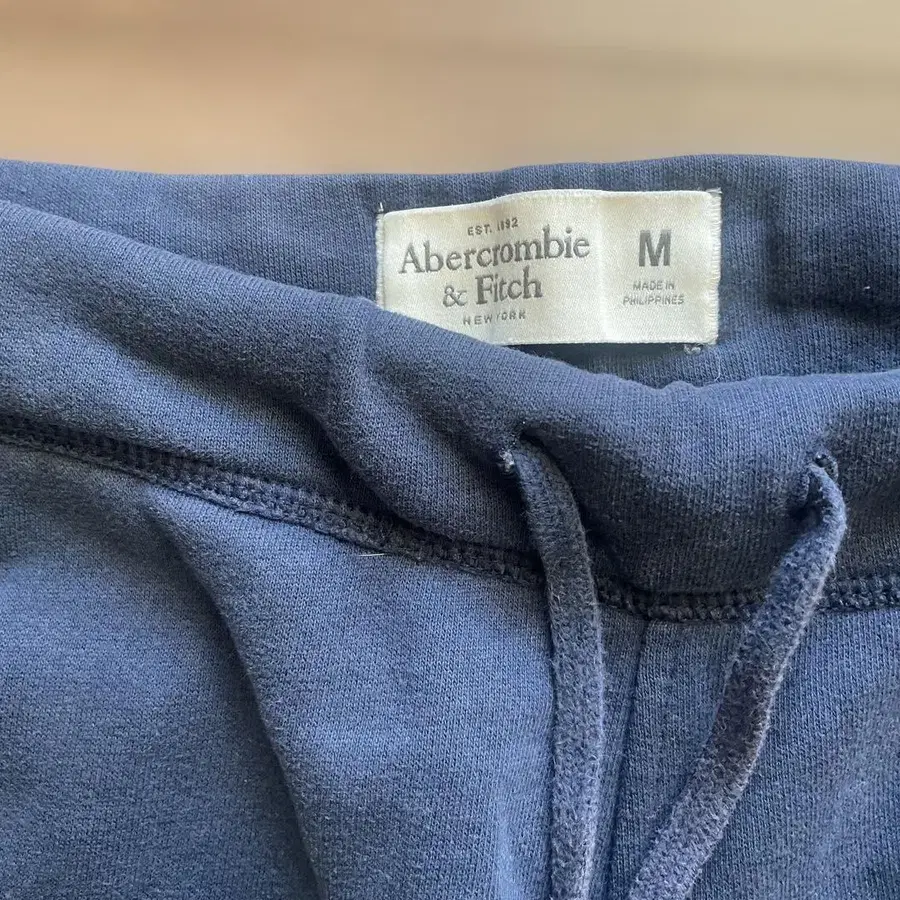 EST. 1892
Abercrombie
& Fitch
NEW YORK
M
MADE IN
PHILIPPINES